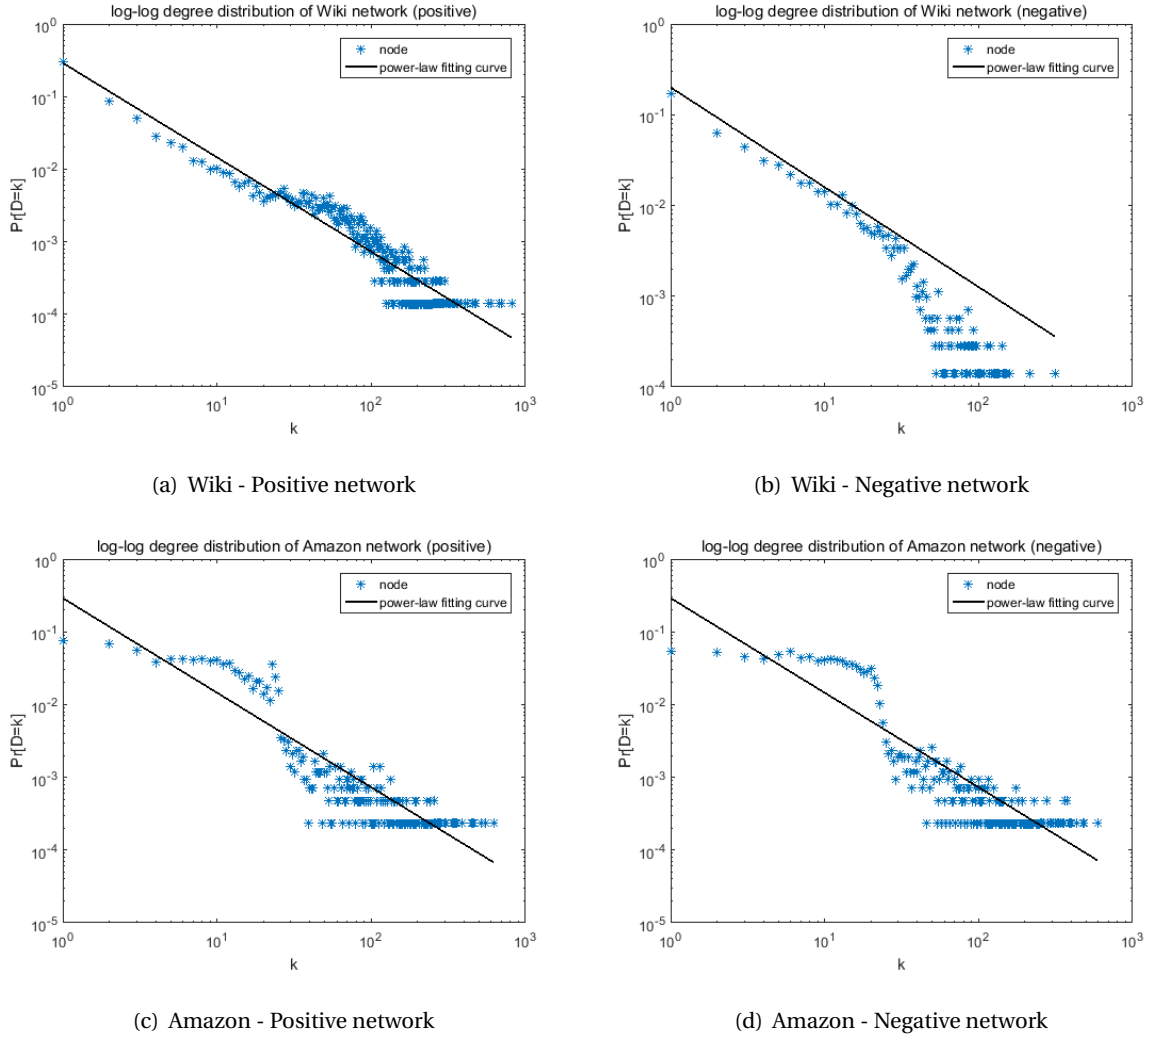 log-log degree distribution of Wiki network (positive)
10^0
10^-1
10^-2
10^-3
10^-4
10^-5
Pr[D=k]
node
power-law fitting curve
10^0 10^1 10^2 10^3
k
(a) Wiki - Positive network
log-log degree distribution of Wiki network (negative)
10^0
10^-1
10^-2
10^-3
10^-4
Pr[D=k]
node
power-law fitting curve
10^0 10^1 10^2 10^3
k
(b) Wiki - Negative network
log-log degree distribution of Amazon network (positive)
10^0
10^-1
10^-2
10^-3
10^-4
10^-5
Pr[D=k]
node
power-law fitting curve
10^0 10^1 10^2 10^3
k
(c) Amazon - Positive network
log-log degree distribution of Amazon network (negative)
10^0
10^-1
10^-2
10^-3
10^-4
10^-5
Pr[D=k]
node
power-law fitting curve
10^0 10^1 10^2 10^3
k
(d) Amazon - Negative network